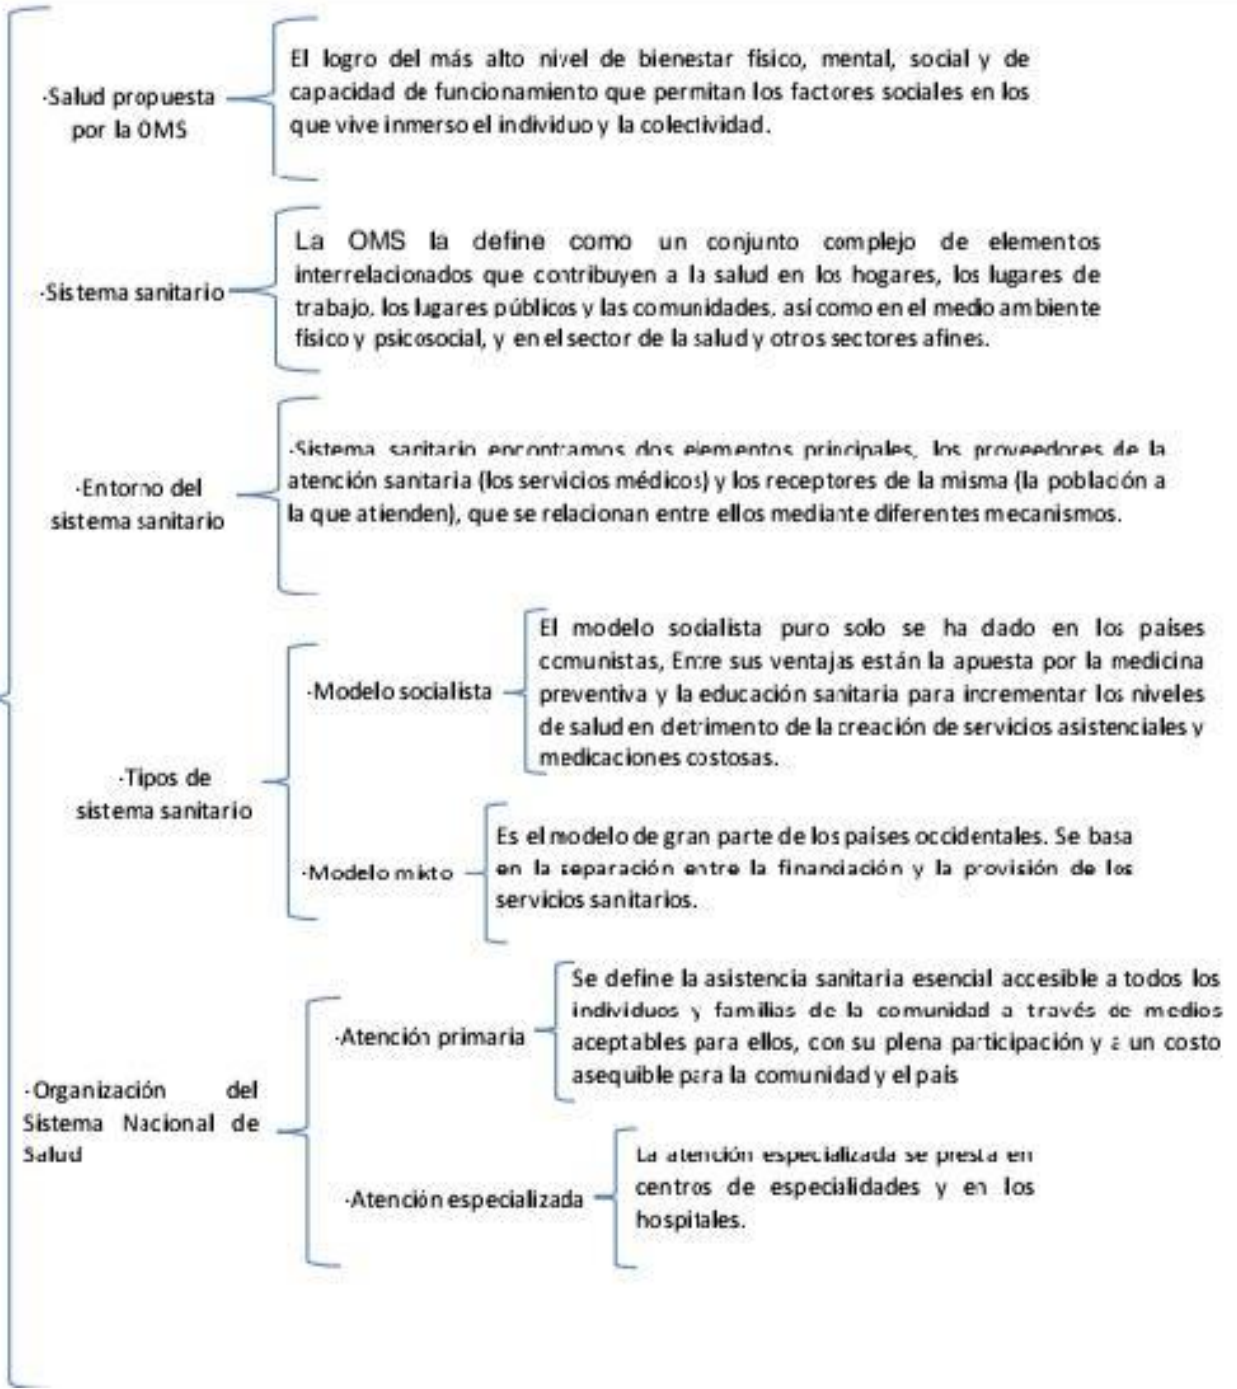 ·Salud propuesta
por la OMS
El logro del más alto nivel de bienestar físico, mental, social y de
capacidad de funcionamiento que permitan los factores sociales en los
que vive inmerso el individuo y la colectividad.
·Sistema sanitario
La OMS la define como un conjunto complejo de elementos
interrelacionados que contribuyen a la salud en los hogares, los lugares de
trabajo, los lugares públicos y las comunidades, así como en el medio ambiente
físico y psicosocial, y en el sector de la salud y otros sectores afines.
·Entorno del
sistema sanitario
·Sistema sanitario encontramos dos elementos principales, los proveedores de la
atención sanitaria (los servicios médicos) y los receptores de la misma (la población a
la que atienden), que se relacionan entre ellos mediante diferentes mecanismos.
·Tipos de
sistema sanitario
·Modelo socialista
El modelo socialista puro solo se ha dado en los países
comunistas, Entre sus ventajas están la apuesta por la medicina
preventiva y la educación sanitaria para incrementar los niveles
de salud en detrimento de la creación de servicios asistenciales y
medicaciones costosas.
·Modelo mixto
Es el modelo de gran parte de los países occidentales. Se basa
en la separación entre la financiación y la provisión de los
servicios sanitarios.
·Organización del
Sistema Nacional de
Salud
·Atención primaria
Se define la asistencia sanitaria esencial accesible a todos los
individuos y familias de la comunidad a través de medios
aceptables para ellos, con su plena participación y a un costo
asequible para la comunidad y el país
·Atención especializada
La atención especializada se presta en
centros de especialidades y en los
hospitales.